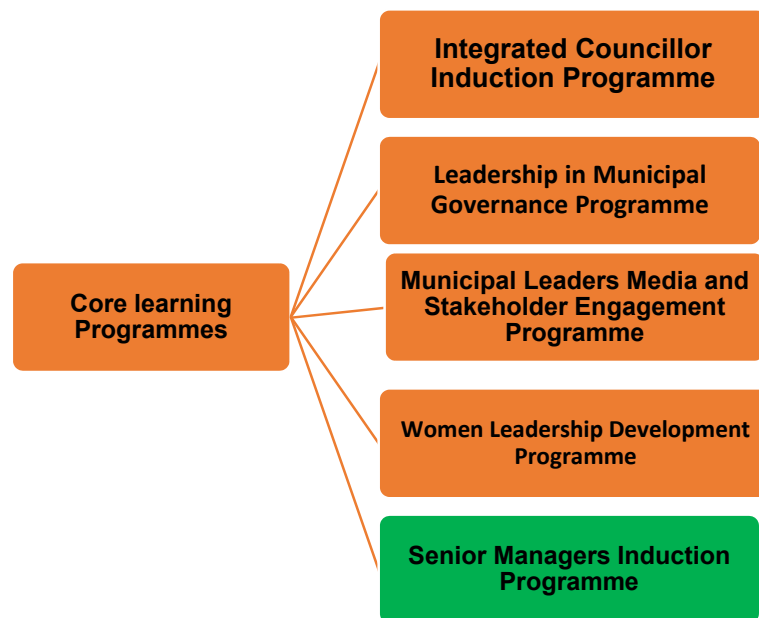 Integrated Councillor
Induction Programme
Leadership in Municipal
Governance Programme
Core learning
Programmes
Municipal Leaders Media and
Stakeholder Engagement
Programme
Women Leadership Development
Programme
Senior Managers Induction
Programme